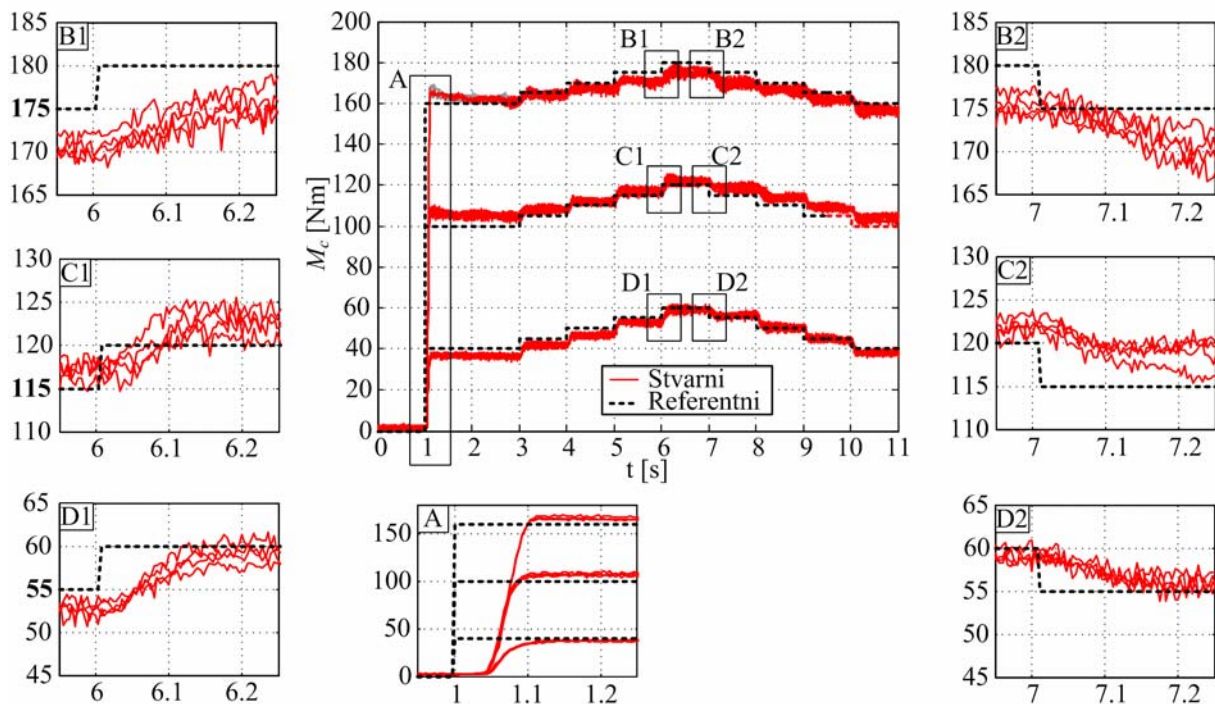 B1
185
180
175
170
165
6 6.1 6.2
C1
130
125
120
115
110
6 6.1 6.2
D1
65
60
55
50
45
6 6.1 6.2
M_c [Nm]
200
180
160
140
120
100
80
60
40
20
0
A
B1 B2
C1 C2
D1 D2
Stvarni
Referentni
0 1 2 3 4 5 6 7 8 9 10 11
t [s]
A
150
100
50
0
1 1.1 1.2
B2
185
180
175
170
165
7 7.1 7.2
C2
130
125
120
115
110
7 7.1 7.2
D2
65
60
55
50
45
7 7.1 7.2